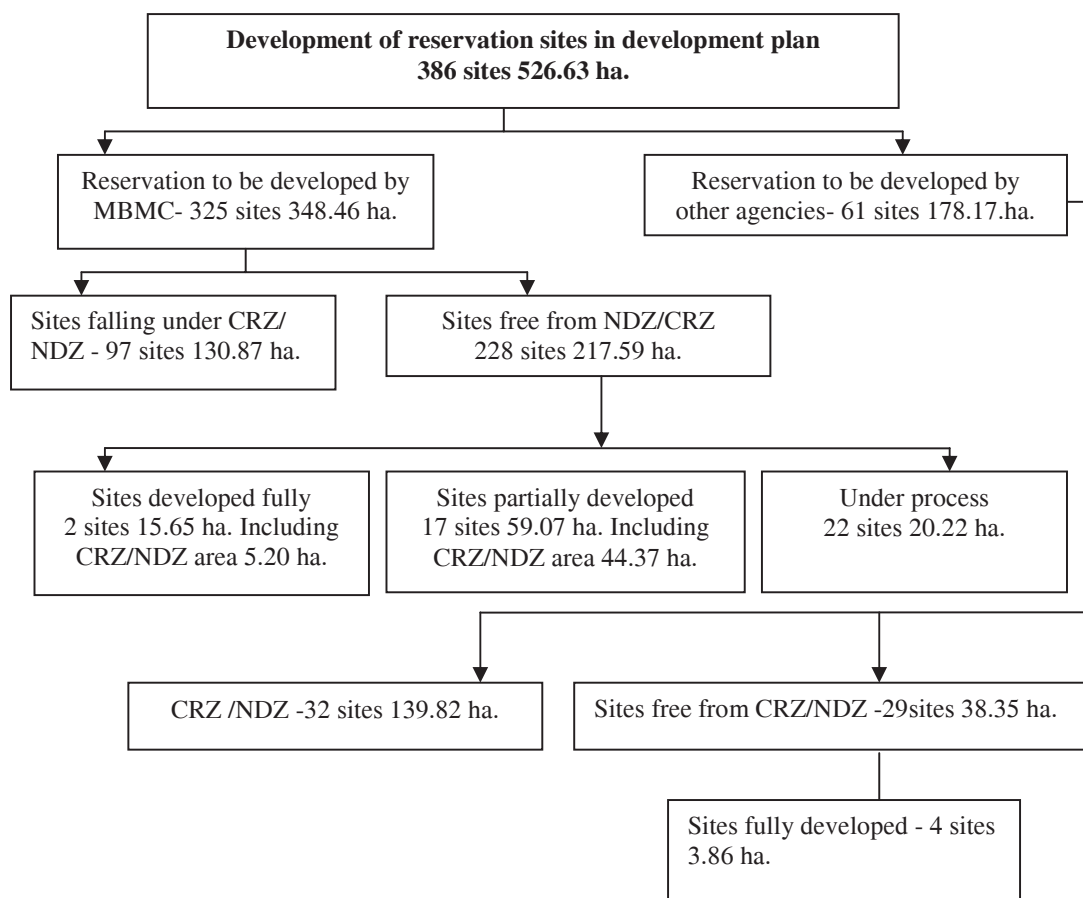 Development of reservation sites in development plan
386 sites 526.63 ha.
Reservation to be developed by
MBMC- 325 sites 348.46 ha.
Reservation to be developed by
other agencies- 61 sites 178.17.ha.
Sites falling under CRZ/
NDZ - 97 sites 130.87 ha.
Sites free from NDZ/CRZ
228 sites 217.59 ha.
Sites developed fully
2 sites 15.65 ha. Including
CRZ/NDZ area 5.20 ha.
Sites partially developed
17 sites 59.07 ha. Including
CRZ/NDZ area 44.37 ha.
Under process
22 sites 20.22 ha.
CRZ /NDZ -32 sites 139.82 ha.
Sites free from CRZ/NDZ -29sites 38.35 ha.
Sites fully developed - 4 sites
3.86 ha.